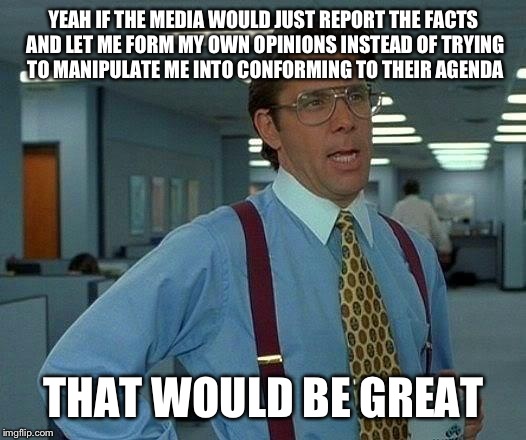 YEAH IF THE MEDIA WOULD JUST REPORT THE FACTS
AND LET ME FORM MY OWN OPINIONS INSTEAD OF TRYING
TO MANIPULATE ME INTO CONFORMING TO THEIR AGENDA
THAT WOULD BE GREAT
imgflip.com